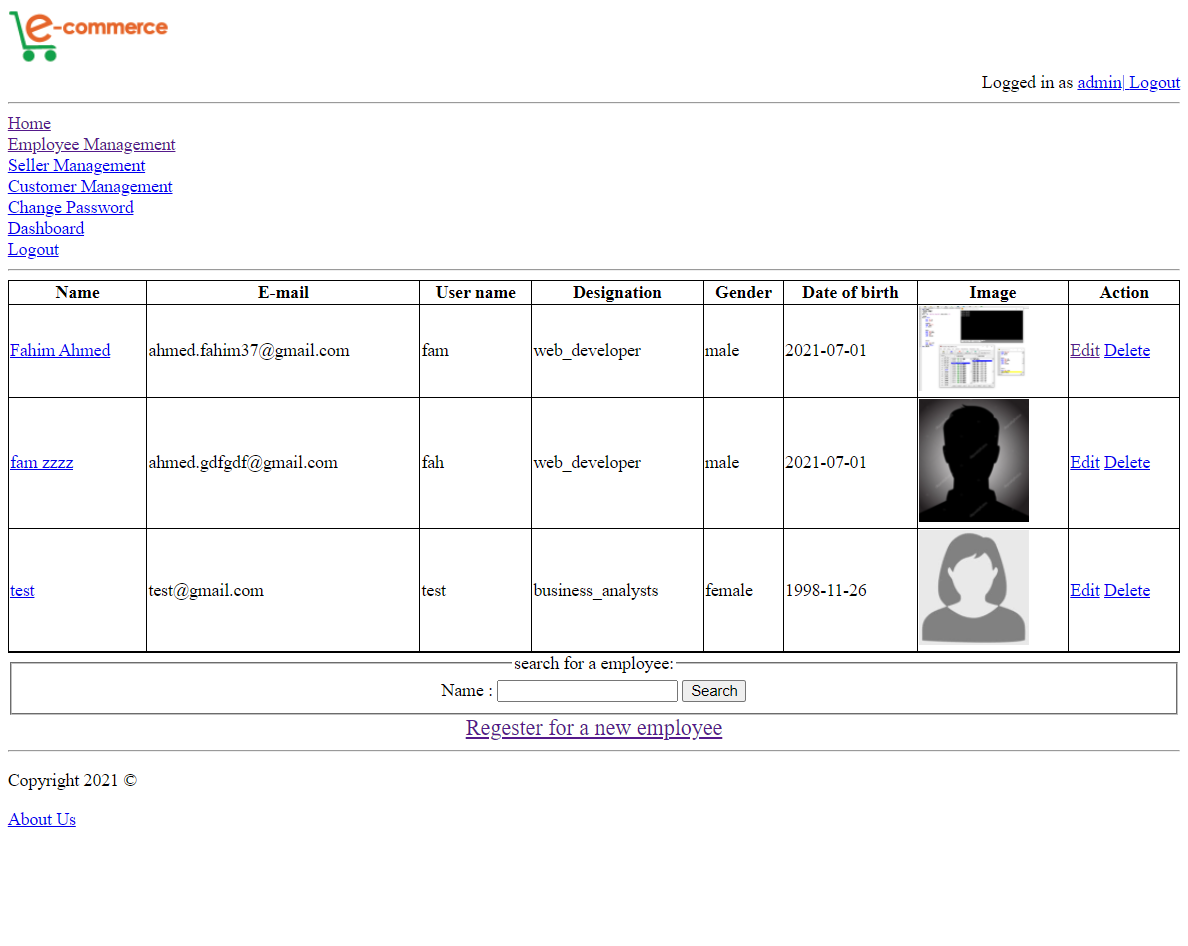 e-commerce
Logged in as admin| Logout
Home
Employee Management
Seller Management
Customer Management
Change Password
Dashboard
Logout
Name E-mail User name Designation Gender Date of birth Image Action
Fahim Ahmed ahmed.fahim37@gmail.com fam web_developer male 2021-07-01 Edit Delete
fam zzzz ahmed.gdfgdf@gmail.com fah web_developer male 2021-07-01 Edit Delete
test test@gmail.com test business_analysts female 1998-11-26 Edit Delete
search for a employee:
Name : Search
Regester for a new employee
Copyright 2021 ©
About Us